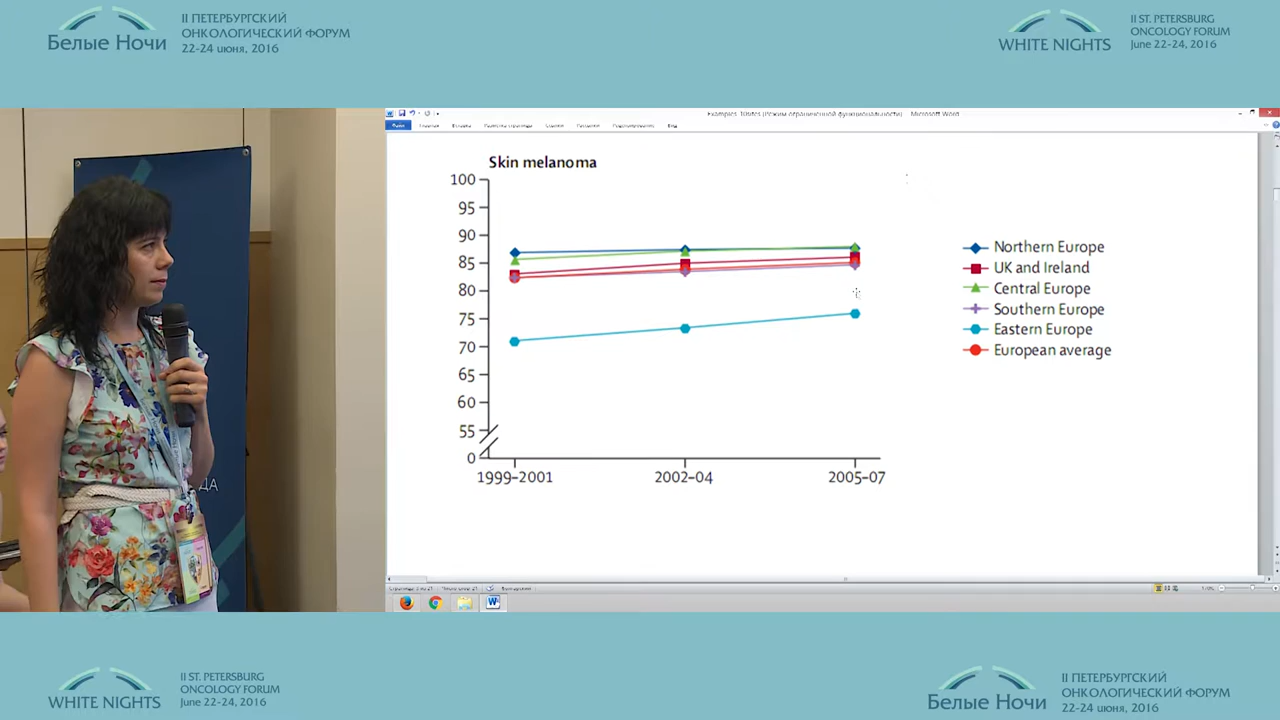 II ПЕТЕРБУРГСКИЙ
ОНКОЛОГИЧЕСКИЙ ФОРУМ
22-24 июня, 2016
Белые Ночи
II ST. PETERSBURG
ONCOLOGY FORUM
June 22-24, 2016
WHITE NIGHTS
Microsoft Word
Skin melanoma
100
95
90
85
80
75
70
65
60
55
0
1999-2001
2002-04
2005-07
Northern Europe
UK and Ireland
Central Europe
Southern Europe
Eastern Europe
European average
II ST. PETERSBURG
ONCOLOGY FORUM
June 22-24, 2016
WHITE NIGHTS
II ПЕТЕРБУРГСКИЙ
ОНКОЛОГИЧЕСКИЙ ФОРУМ
22-24 июня, 2016
Белые Ночи